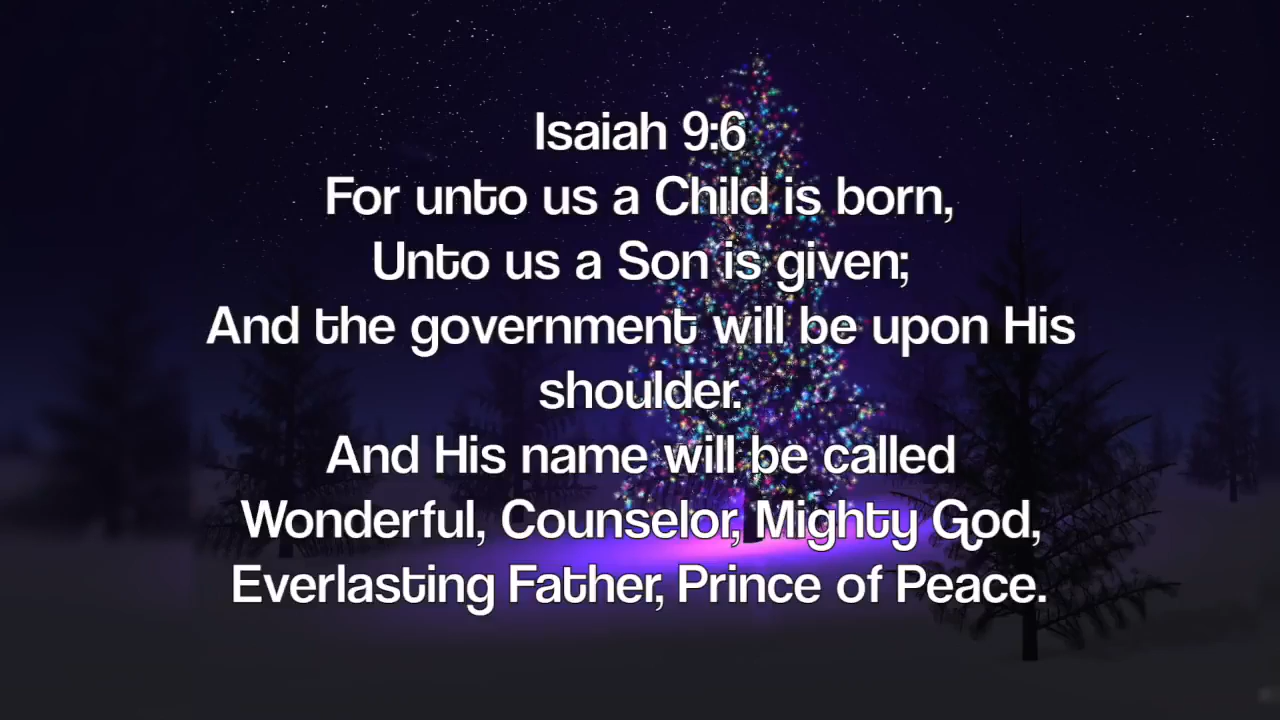 Isaiah 9:6
For unto us a Child is born,
Unto us a Son is given;
And the government will be upon His
shoulder.
And His name will be called
Wonderful, Counselor, Mighty God,
Everlasting Father, Prince of Peace.